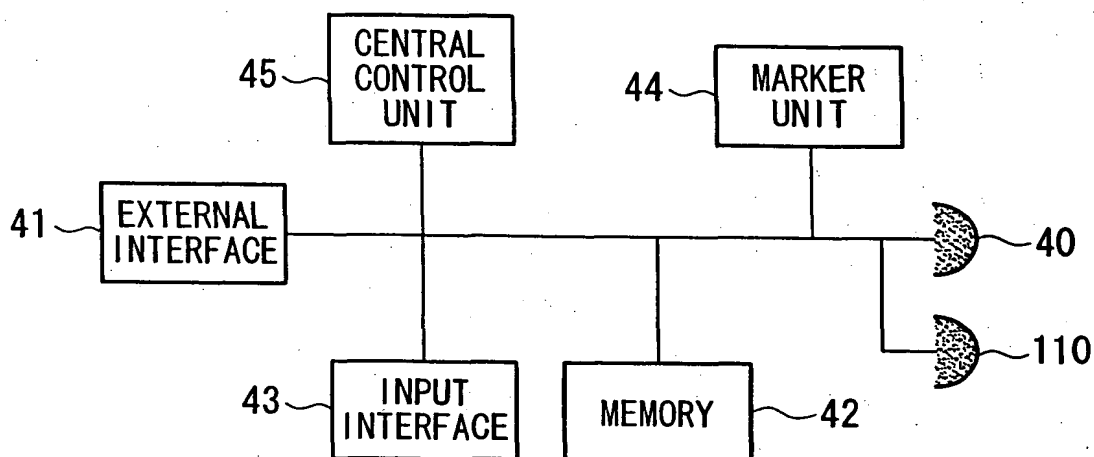 CENTRAL
CONTROL
UNIT
45
MARKER
UNIT
44
EXTERNAL
INTERFACE
41
40
110
INPUT
INTERFACE
43
MEMORY
42